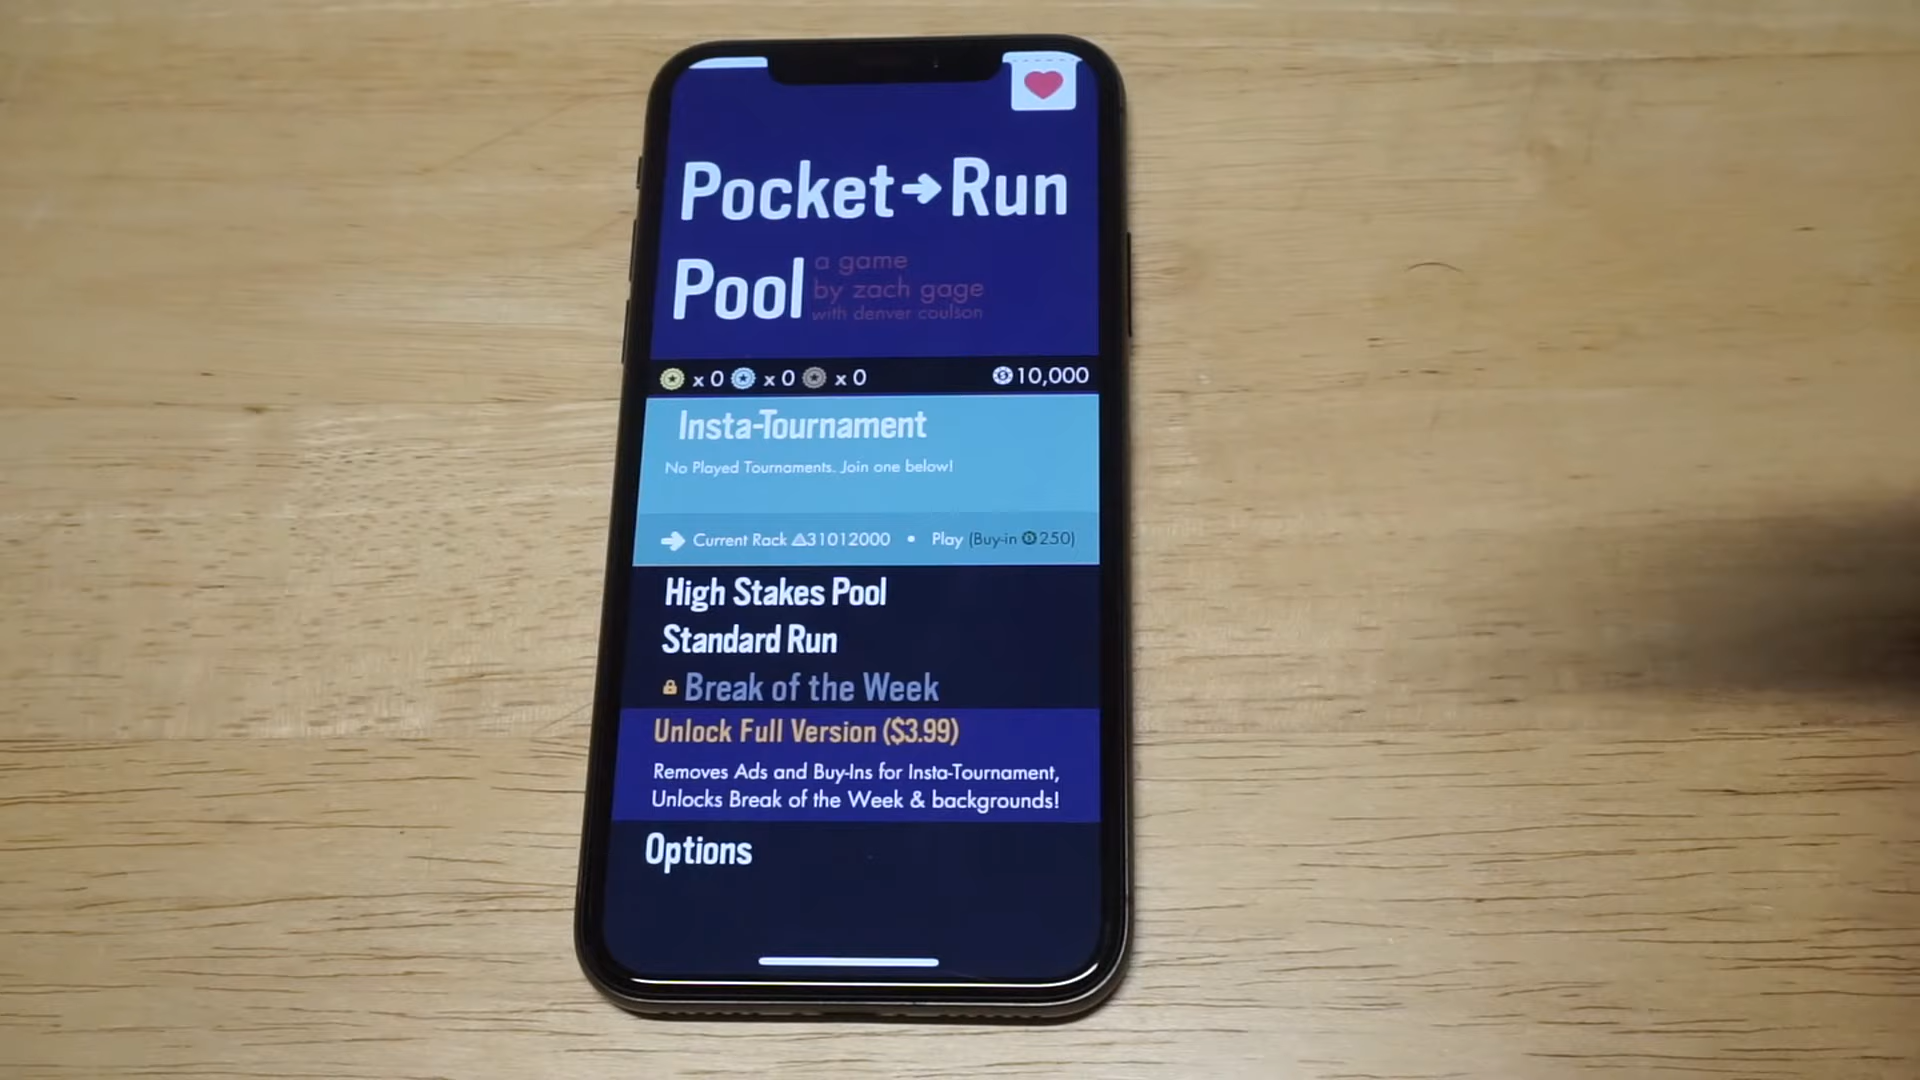 Pocket→Run
Pool
a game
by zach gage
with denver coulson
x 0 x 0 x 0
10,000
Insta-Tournament
No Played Tournaments. Join one below!
→ Current Rack 31012000 • Play (Buy-in 250)
High Stakes Pool
Standard Run
Break of the Week
Unlock Full Version ($3.99)
Removes Ads and Buy-Ins for Insta-Tournament,
Unlocks Break of the Week & backgrounds!
Options